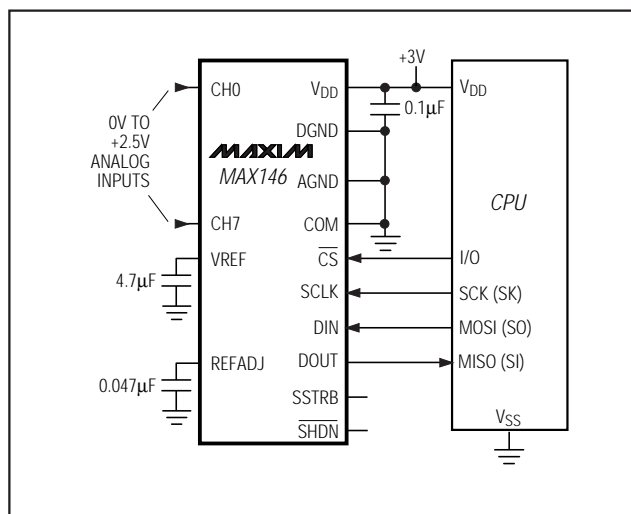 +3V
CH0
VDD
VDD
0.1µF
0V TO
+2.5V
ANALOG
INPUTS
DGND
MAXIM
MAX146
AGND
CPU
CH7
COM
VREF
CS
I/O
4.7µF
SCLK
SCK (SK)
DIN
MOSI (SO)
REFADJ
DOUT
MISO (SI)
0.047µF
SSTRB
SHDN
VSS